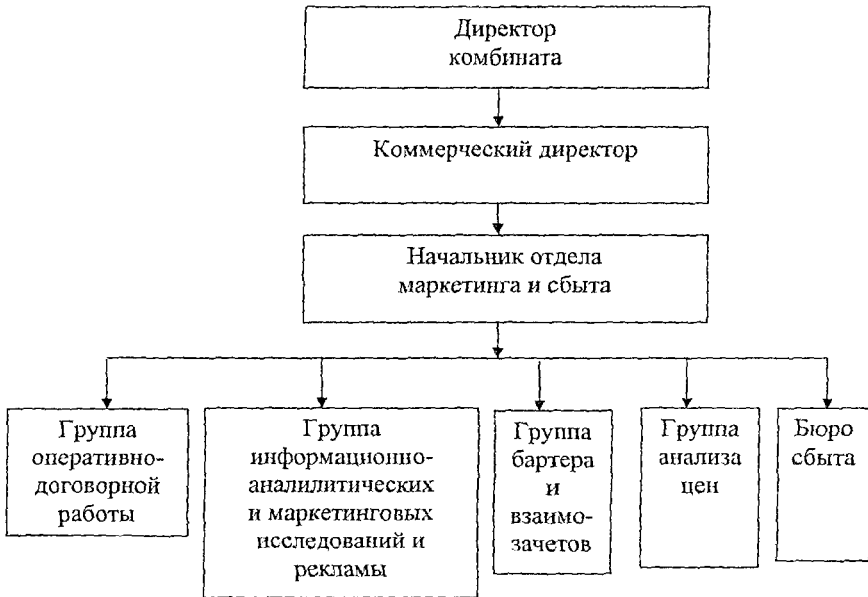 Директор
комбината
Коммерческий директор
Начальник отдела
маркетинга и сбыта
Группа
оперативно-
договорной
работы
Группа
информационно-
аналилитических
и маркетинговых
исследований и
рекламы
Группа
бартера
и
взаимо-
зачетов
Группа
анализа
цен
Бюро
сбыта